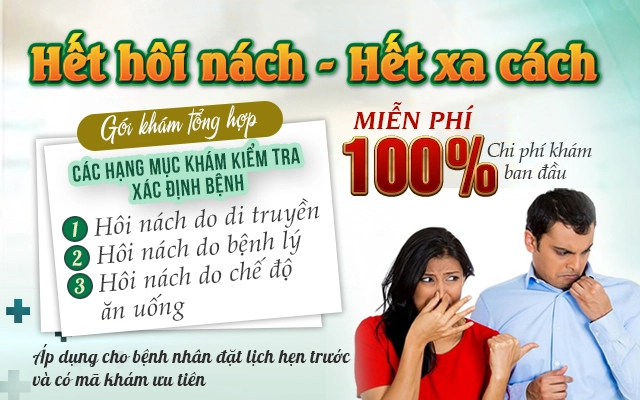 Hết hôi nách - Hết xa cách
Gói khám tổng hợp
CÁC HẠNG MỤC KHÁM KIỂM TRA
XÁC ĐỊNH BỆNH
1 Hôi nách do di truyền
2 Hôi nách do bệnh lý
3 Hôi nách do chế độ
ăn uống
MIỄN PHÍ
100% Chi phí khám
ban đầu
Áp dụng cho bệnh nhân đặt lịch hẹn trước
và có mã khám ưu tiên